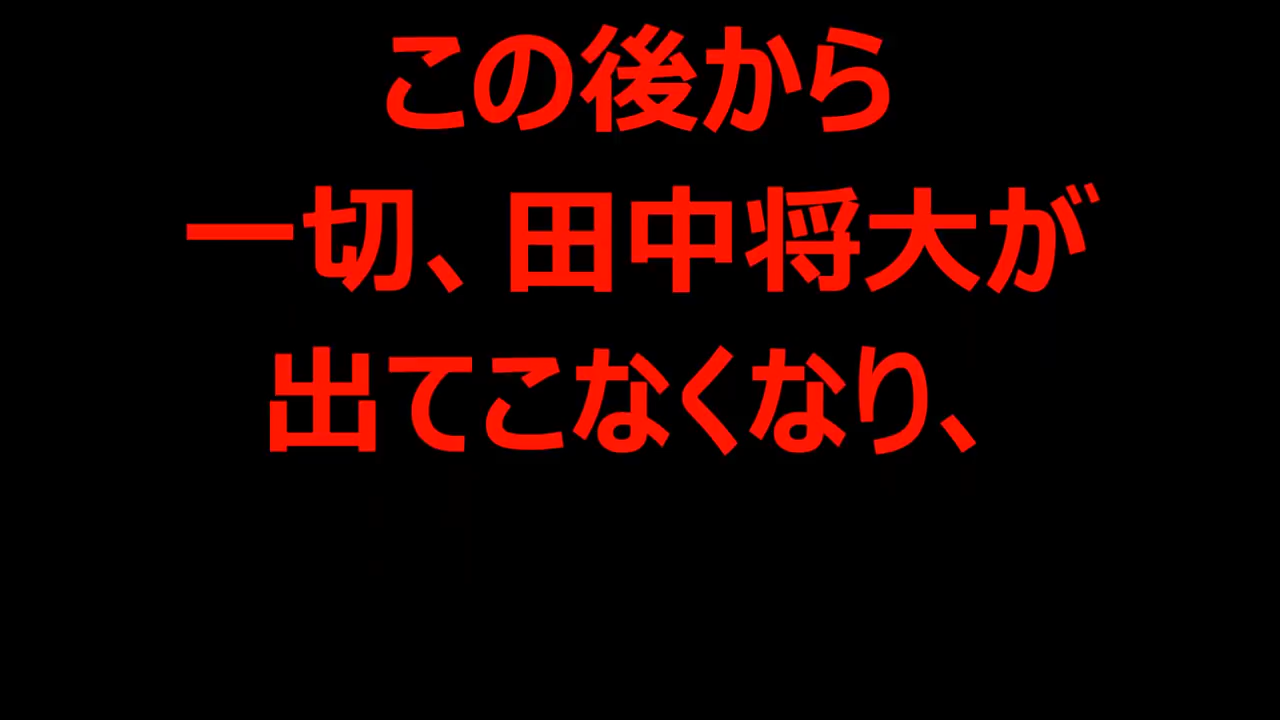 この後から
一切、田中将大が
出てこなくなり、